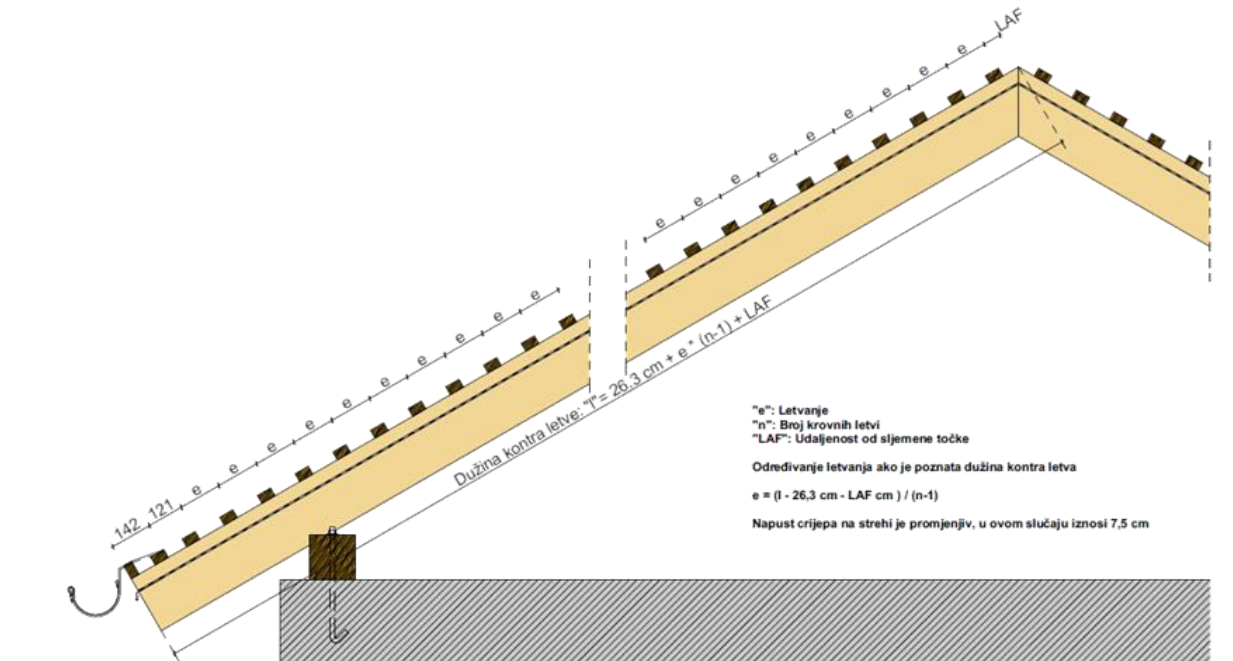 LAF
e e e e e e e e e
e e e e e e e e e e
142 121
Dužina kontra letve: "l"= 26,3 cm + e * (n-1) + LAF
"e": Letvanje
"n": Broj krovnih letvi
"LAF": Udaljenost od sljemene točke
Određivanje letvanja ako je poznata dužina kontra letva
e = (l - 26,3 cm - LAF cm ) / (n-1)
Napust crijepa na strehi je promjenjiv, u ovom slučaju iznosi 7,5 cm